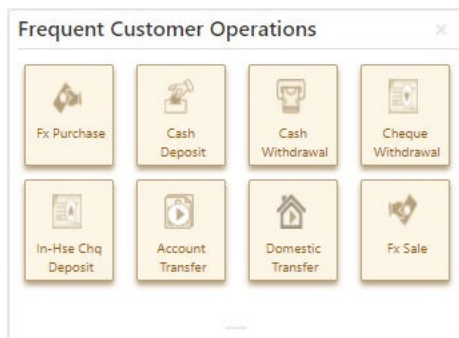 Frequent Customer Operations
Fx Purchase
Cash
Deposit
Cash
Withdrawal
Cheque
Withdrawal
In-Hse Chq
Deposit
Account
Transfer
Domestic
Transfer
Fx Sale